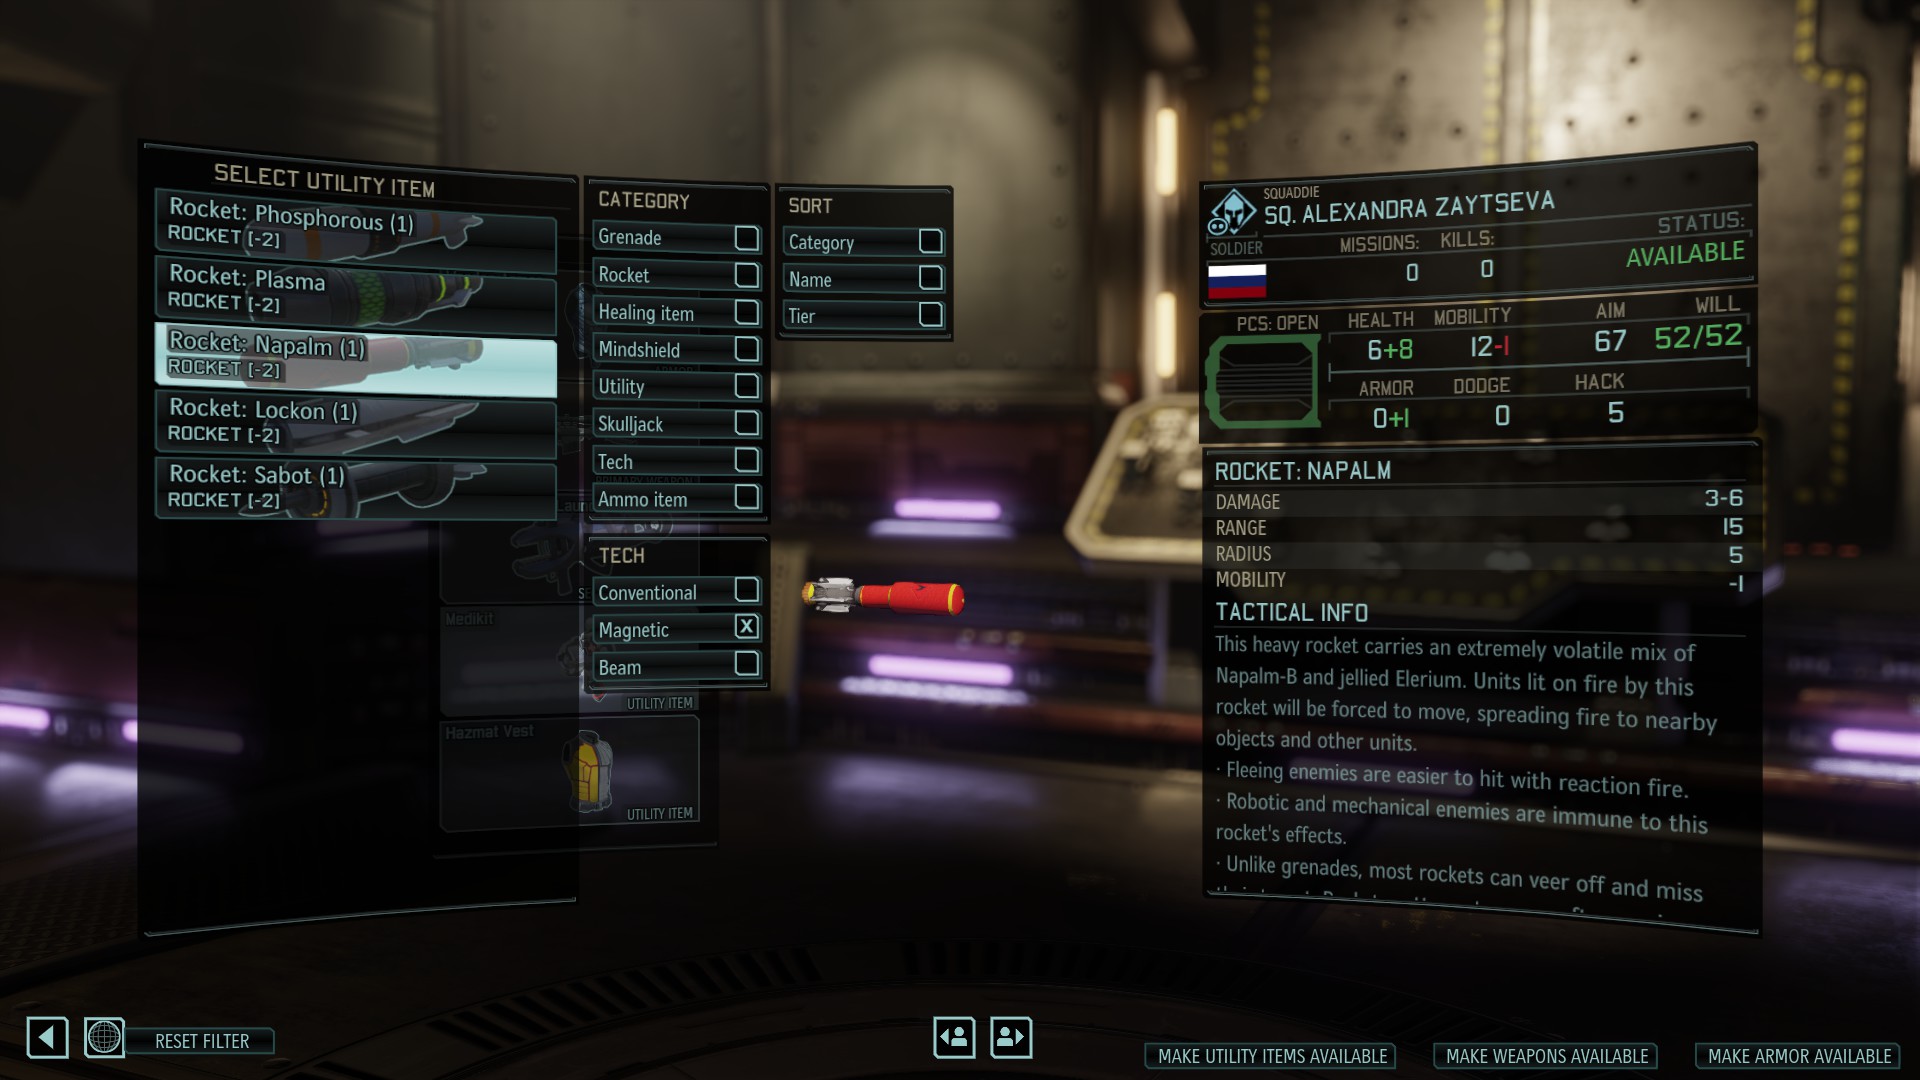 SELECT UTILITY ITEM
Rocket: Phosphorous (1)
ROCKET [-2]
Rocket: Plasma
ROCKET [-2]
Rocket: Napalm (1)
ROCKET [-2]
Rocket: Lockon (1)
ROCKET [-2]
Rocket: Sabot (1)
ROCKET [-2]
Medikit
UTILITY ITEM
Hazmat Vest
UTILITY ITEM
CATEGORY
Grenade
Rocket
Healing item
Mindshield
Utility
Skulljack
Tech
Ammo item
TECH
Conventional
Magnetic X
Beam
SORT
Category
Name
Tier
SQUADDIE
SQ. ALEXANDRA ZAYTSEVA
SOLDIER
MISSIONS: KILLS: STATUS:
0 0 AVAILABLE
PCS: OPEN HEALTH MOBILITY AIM WILL
6+8 12-1 67 52/52
ARMOR DODGE HACK
0+1 0 5
ROCKET: NAPALM
DAMAGE 3-6
RANGE 15
RADIUS 5
MOBILITY -1
TACTICAL INFO
This heavy rocket carries an extremely volatile mix of
Napalm-B and jellied Elerium. Units lit on fire by this
rocket will be forced to move, spreading fire to nearby
objects and other units.
· Fleeing enemies are easier to hit with reaction fire.
· Robotic and mechanical enemies are immune to this
rocket's effects.
· Unlike grenades, most rockets can veer off and miss
RESET FILTER
MAKE UTILITY ITEMS AVAILABLE
MAKE WEAPONS AVAILABLE
MAKE ARMOR AVAILABLE